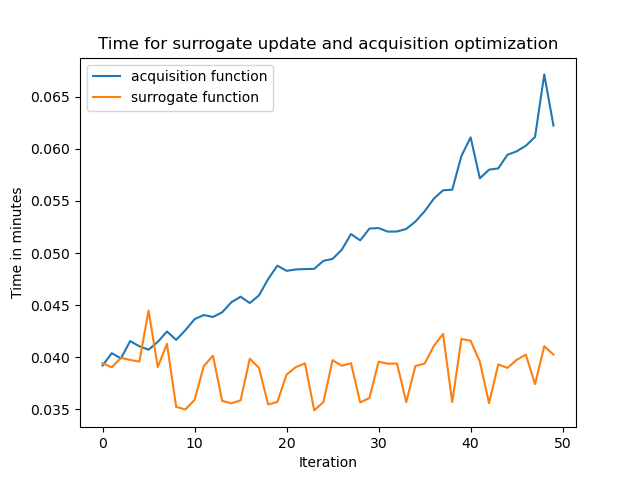 Time for surrogate update and acquisition optimization
acquisition function
surrogate function
Time in minutes
0.065
0.060
0.055
0.050
0.045
0.040
0.035
0 10 20 30 40 50
Iteration